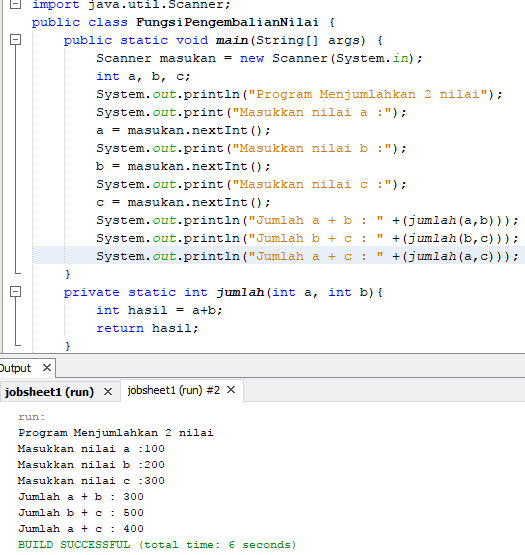 import java.util.Scanner;
public class FungsiPengembalianNilai {
public static void main(String[] args) {
Scanner masukan = new Scanner(System.in);
int a, b, c;
System.out.println("Program Menjumlahkan 2 nilai");
System.out.print("Masukkan nilai a :");
a = masukan.nextInt();
System.out.print("Masukkan nilai b :");
b = masukan.nextInt();
System.out.print("Masukkan nilai c :");
c = masukan.nextInt();
System.out.println("Jumlah a + b : " +(jumlah(a,b)));
System.out.println("Jumlah b + c : " +(jumlah(b,c)));
System.out.println("Jumlah a + c : " +(jumlah(a,c)));
}
private static int jumlah(int a, int b){
int hasil = a+b;
return hasil;
}
Output ×
jobsheet1 (run) × jobsheet1 (run) #2 ×
run:
Program Menjumlahkan 2 nilai
Masukkan nilai a :100
Masukkan nilai b :200
Masukkan nilai c :300
Jumlah a + b : 300
Jumlah b + c : 500
Jumlah a + c : 400
BUILD SUCCESSFUL (total time: 6 seconds)